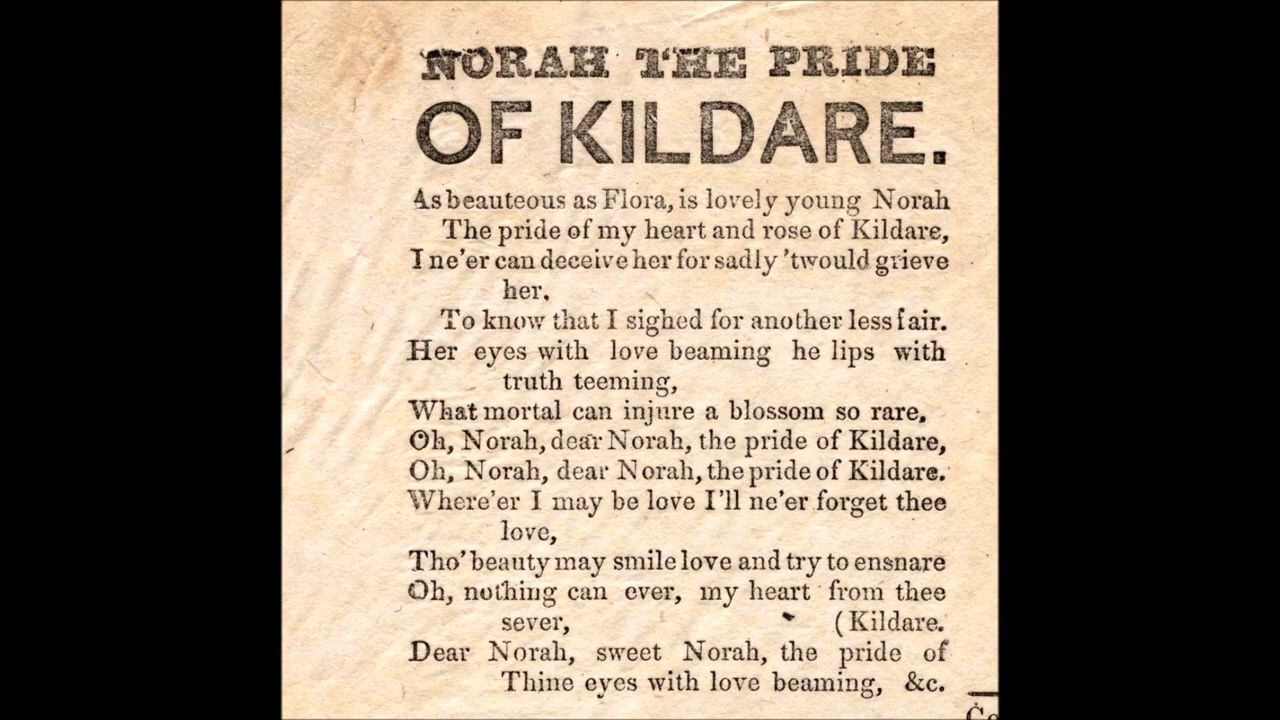 NORAH THE PRIDE
OF KILDARE.
As beauteous as Flora, is lovely young Norah
The pride of my heart and rose of Kildare,
I ne'er can deceive her for sadly 'twould grieve
her.
To know that I sighed for another less fair.
Her eyes with love beaming he lips with
truth teeming,
What mortal can injure a blossom so rare.
Oh, Norah, dear Norah, the pride of Kildare,
Oh, Norah, dear Norah, the pride of Kildare.
Where'er I may be love I'll ne'er forget thee
love,
Tho' beauty may smile love and try to ensnare
Oh, nothing can ever, my heart from thee
sever, (Kildare.
Dear Norah, sweet Norah, the pride of
Thine eyes with love beaming, &c.